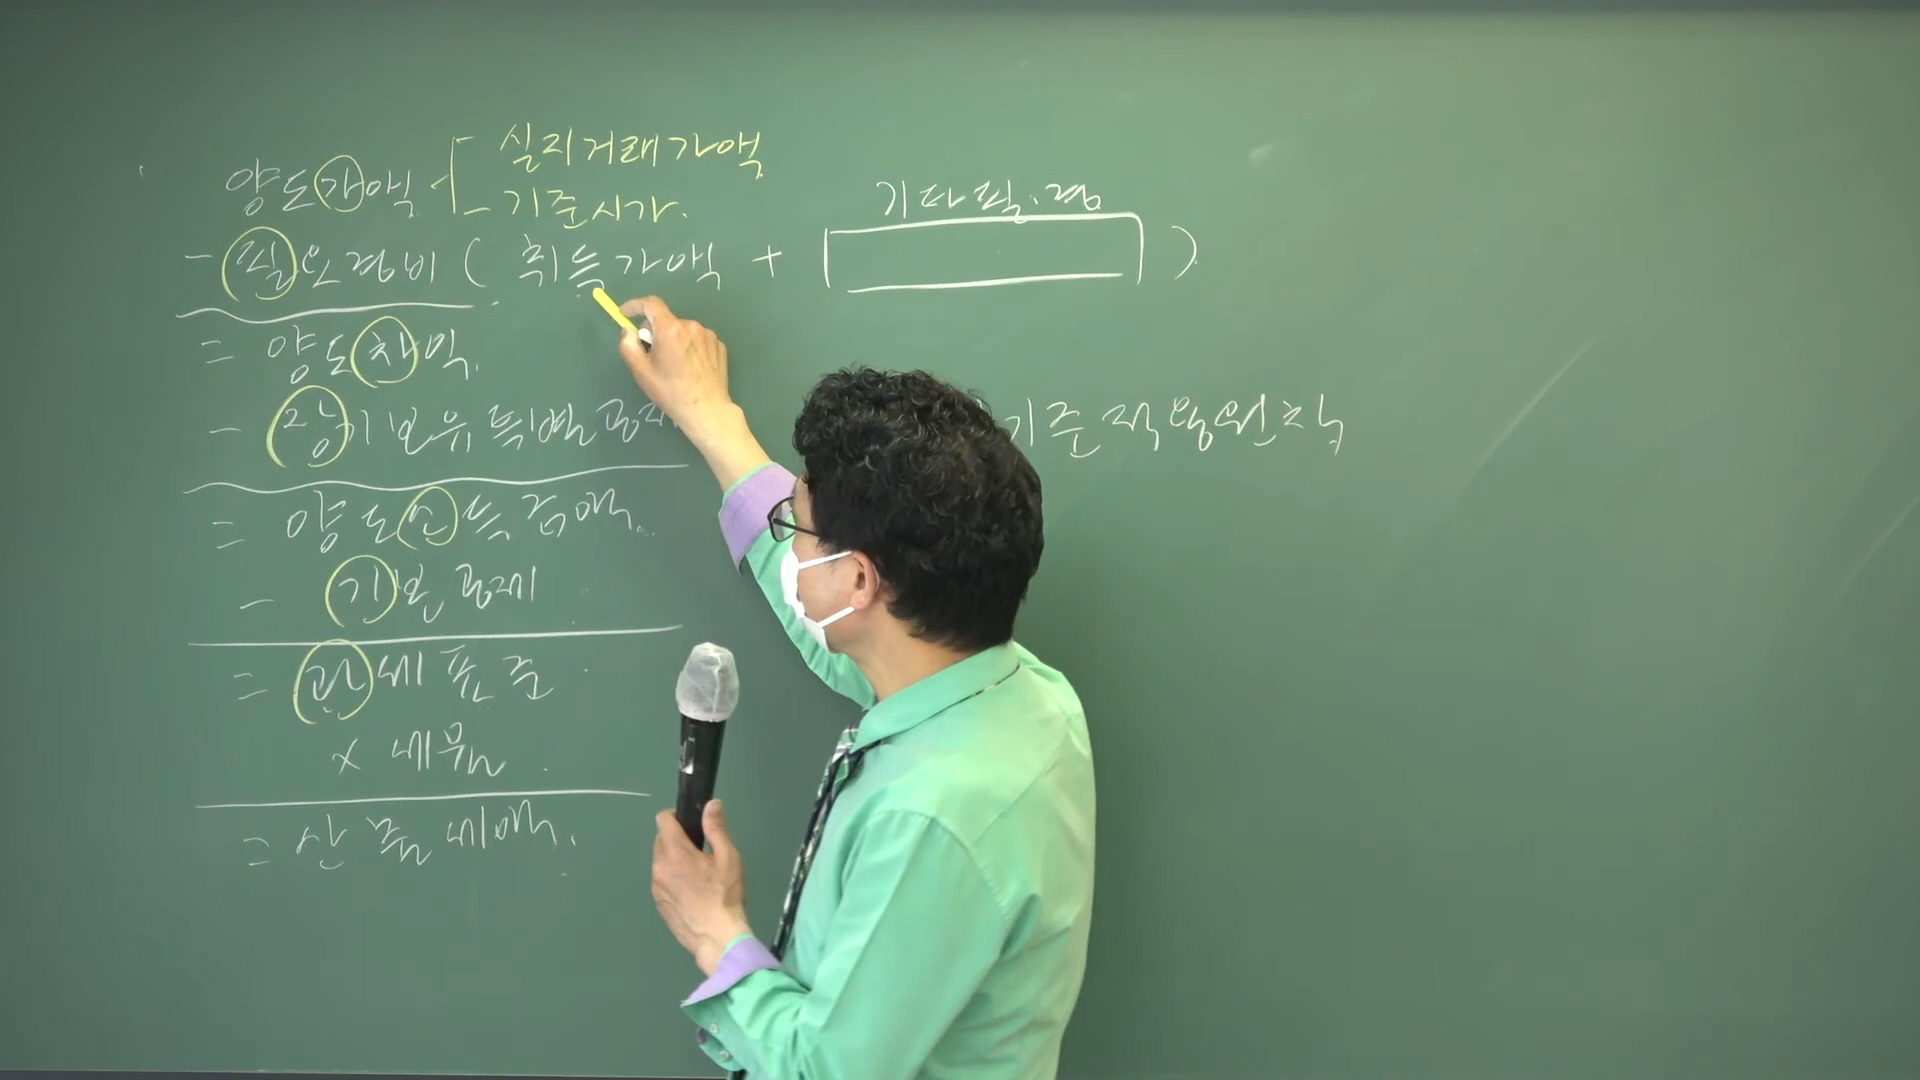 양도가액
실지거래가액
기준시가.
기타필.경
- 필요경비 ( 취득가액 + )
= 양도차익.
- 장기보유특별공제
기준적용원칙
= 양도소득금액.
- 기본공제
= 과세표준
× 세율
= 산출세액.